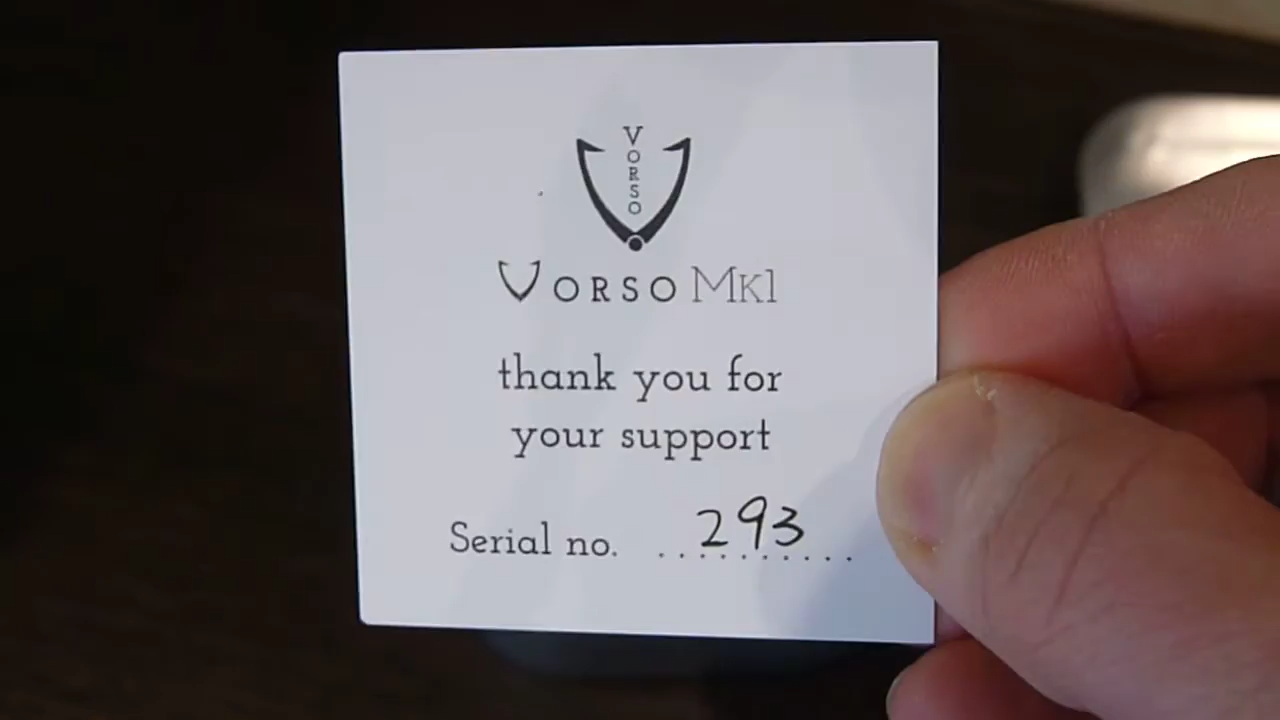 VORSO
VORSO MK1
thank you for
your support
Serial no. 293